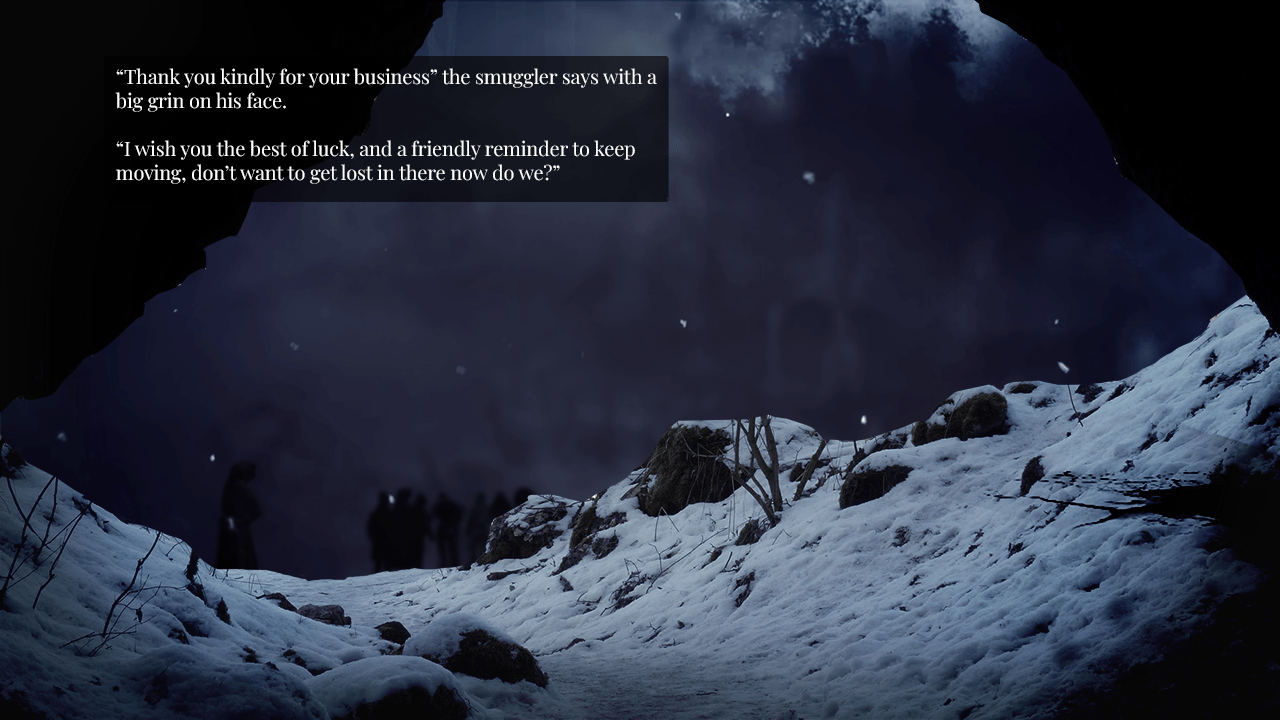 “Thank you kindly for your business” the smuggler says with a
big grin on his face.
“I wish you the best of luck, and a friendly reminder to keep
moving, don’t want to get lost in there now do we?”